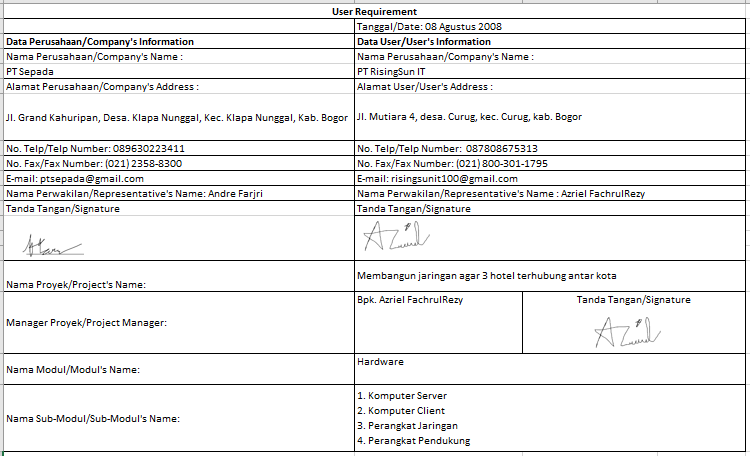 User Requirement
Tanggal/Date: 08 Agustus 2008
Data Perusahaan/Company's Information
Data User/User's Information
Nama Perusahaan/Company's Name :
Nama Perusahaan/Company's Name :
PT Sepada
PT RisingSun IT
Alamat Perusahaan/Company's Address :
Alamat User/User's Address :
Jl. Grand Kahuripan, Desa. Klapa Nunggal, Kec. Klapa Nunggal, Kab. Bogor
Jl. Mutiara 4, desa. Curug, kec. Curug, kab. Bogor
No. Telp/Telp Number: 089630223411
No. Telp/Telp Number: 087808675313
No. Fax/Fax Number: (021) 2358-8300
No. Fax/Fax Number: (021) 800-301-1795
E-mail: ptsepada@gmail.com
E-mail: risingsunit100@gmail.com
Nama Perwakilan/Representative's Name: Andre Farjri
Nama Perwakilan/Representative's Name : Azriel FachrulRezy
Tanda Tangan/Signature
Tanda Tangan/Signature
Nama Proyek/Project's Name:
Membangun jaringan agar 3 hotel terhubung antar kota
Manager Proyek/Project Manager:
Bpk. Azriel FachrulRezy
Tanda Tangan/Signature
Nama Modul/Modul's Name:
Hardware
Nama Sub-Modul/Sub-Modul's Name:
1. Komputer Server
2. Komputer Client
3. Perangkat Jaringan
4. Perangkat Pendukung